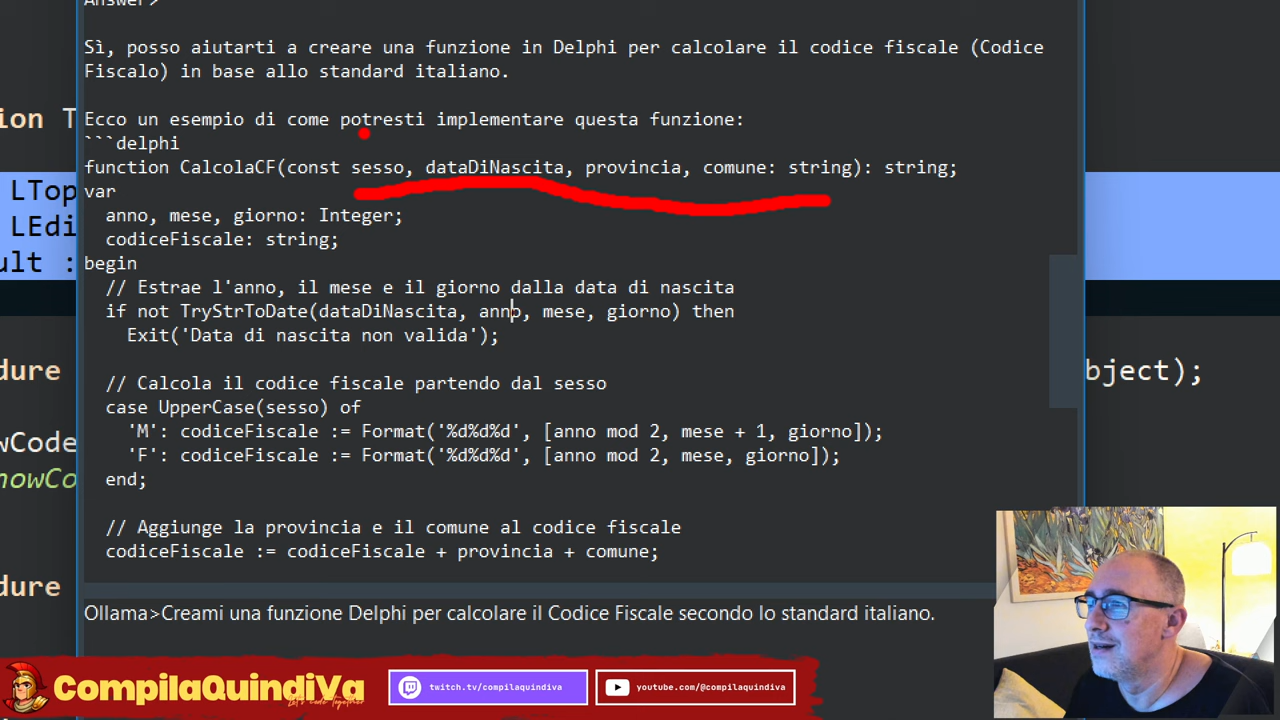 Answer>
Sì, posso aiutarti a creare una funzione in Delphi per calcolare il codice fiscale (Codice
Fiscalo) in base allo standard italiano.
Ecco un esempio di come potresti implementare questa funzione:
```delphi
function CalcolaCF(const sesso, dataDiNascita, provincia, comune: string): string;
var
anno, mese, giorno: Integer;
codiceFiscale: string;
begin
// Estrae l'anno, il mese e il giorno dalla data di nascita
if not TryStrToDate(dataDiNascita, anno, mese, giorno) then
Exit('Data di nascita non valida');
// Calcola il codice fiscale partendo dal sesso
case UpperCase(sesso) of
'M': codiceFiscale := Format('%d%d%d', [anno mod 2, mese + 1, giorno]);
'F': codiceFiscale := Format('%d%d%d', [anno mod 2, mese, giorno]);
end;
// Aggiunge la provincia e il comune al codice fiscale
codiceFiscale := codiceFiscale + provincia + comune;
Ollama>Creami una funzione Delphi per calcolare il Codice Fiscale secondo lo standard italiano.
ion T
LTop
LEdi
ult :
dure
bject);
wCode
howCo
dure
CompilaQuindiVa
Let's code together
twitch.tv/compilaquindiva
youtube.com/@compilaquindiva